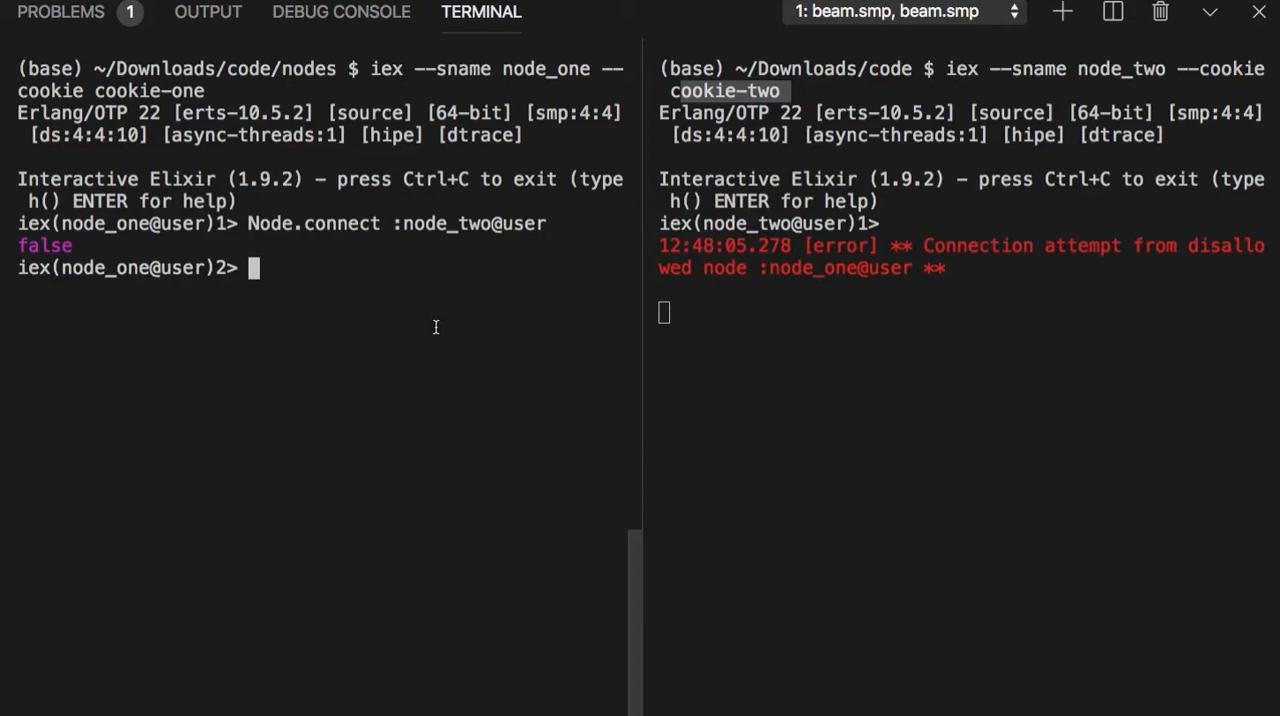 PROBLEMS 1 OUTPUT DEBUG CONSOLE TERMINAL 1: beam.smp, beam.smp
(base) ~/Downloads/code/nodes $ iex --sname node_one --
cookie cookie-one
Erlang/OTP 22 [erts-10.5.2] [source] [64-bit] [smp:4:4]
[ds:4:4:10] [async-threads:1] [hipe] [dtrace]
Interactive Elixir (1.9.2) - press Ctrl+C to exit (type
h() ENTER for help)
iex(node_one@user)1> Node.connect :node_two@user
false
iex(node_one@user)2>
(base) ~/Downloads/code $ iex --sname node_two --cookie
cookie-two
Erlang/OTP 22 [erts-10.5.2] [source] [64-bit] [smp:4:4]
[ds:4:4:10] [async-threads:1] [hipe] [dtrace]
Interactive Elixir (1.9.2) - press Ctrl+C to exit (type
h() ENTER for help)
iex(node_two@user)1>
12:48:05.278 [error] ** Connection attempt from disallo
wed node :node_one@user **